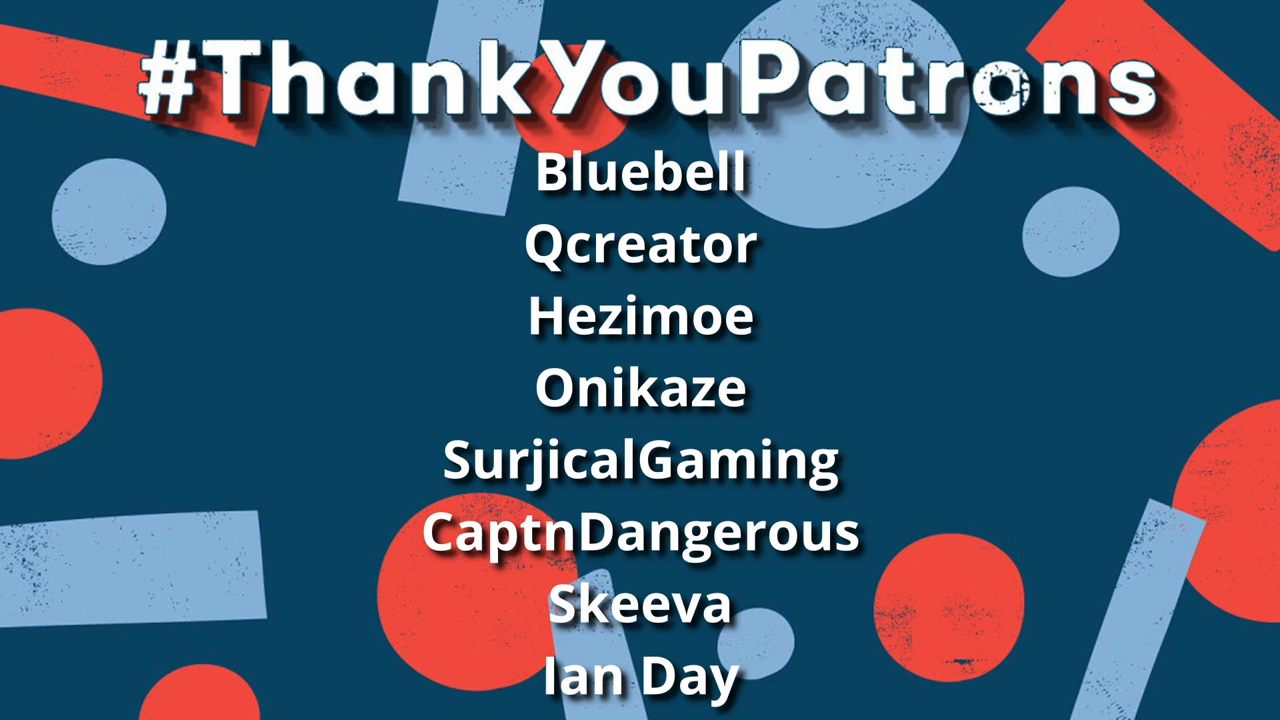 #ThankYouPatrons
Bluebell
Qcreator
Hezimoe
Onikaze
SurjicalGaming
CaptnDangerous
Skeeva
Ian Day